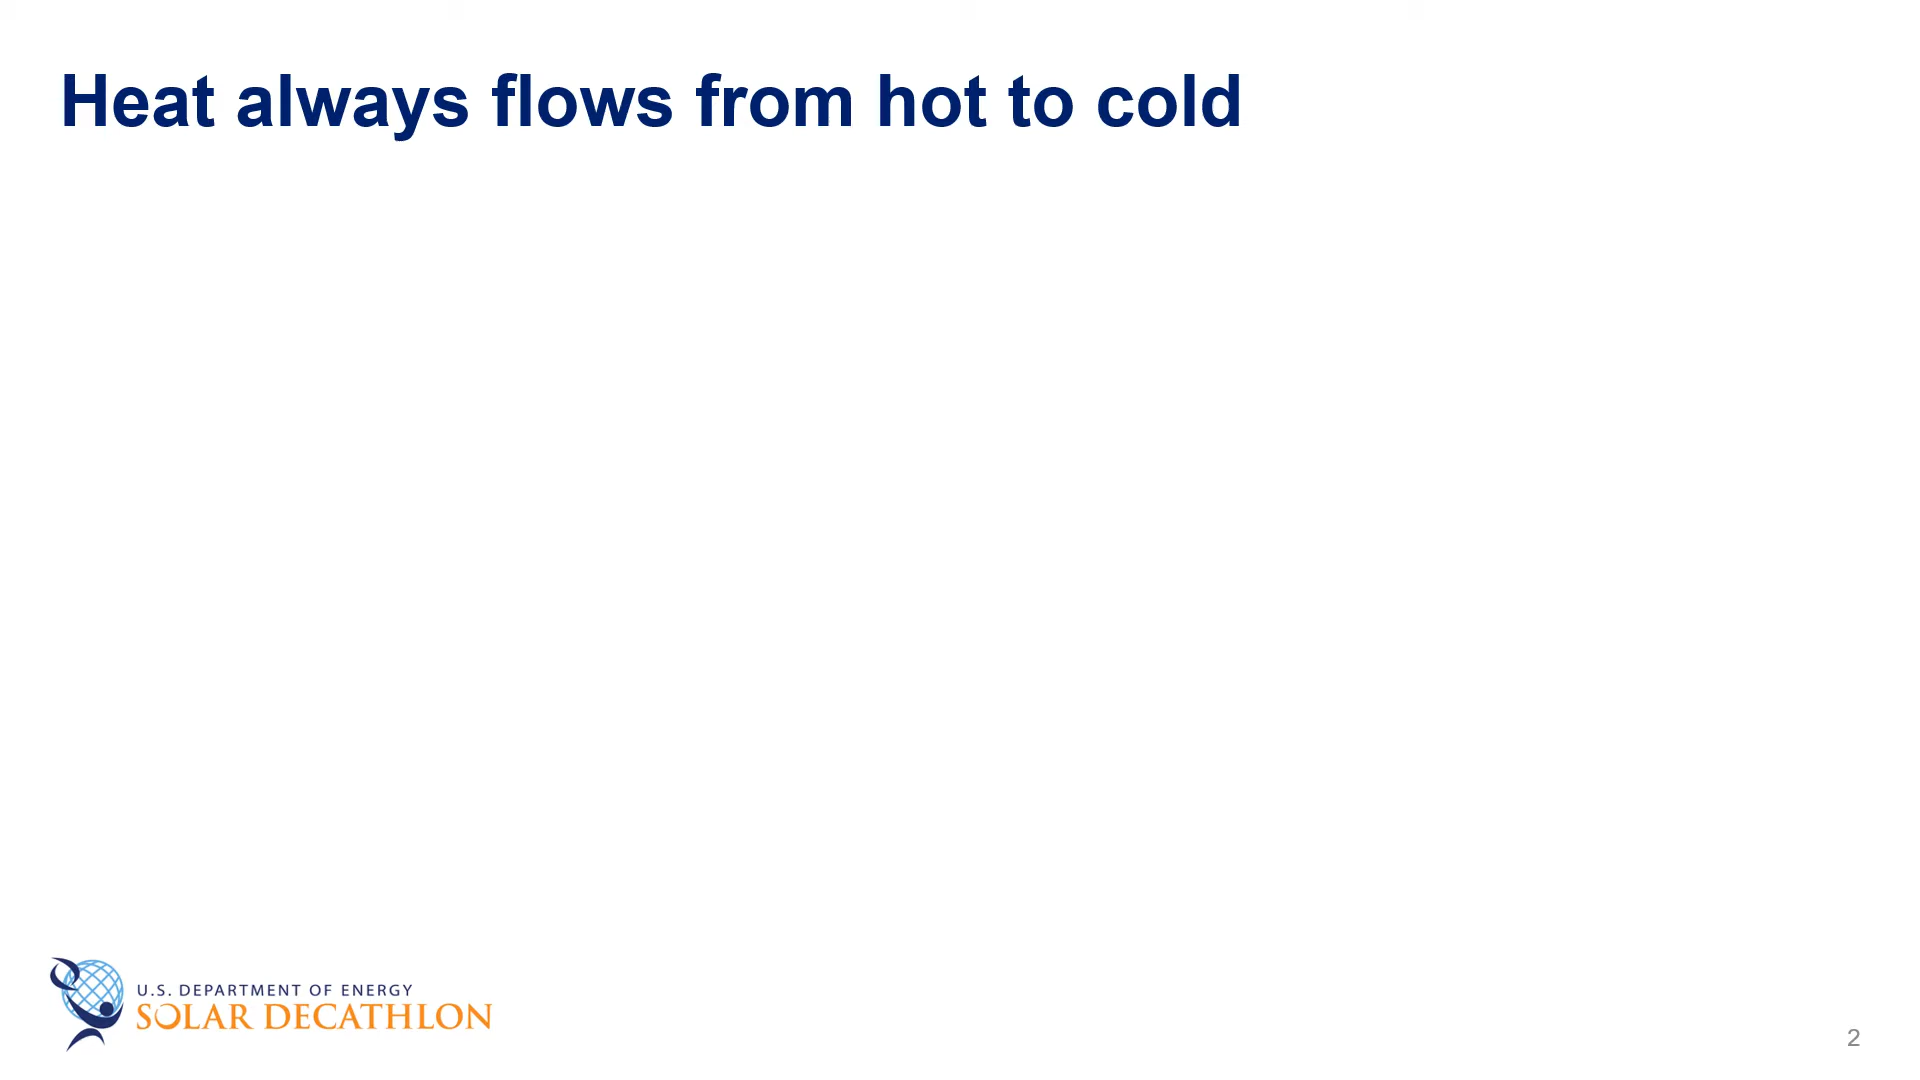 Heat always flows from hot to cold
U.S. DEPARTMENT OF ENERGY
SOLAR DECATHLON
2